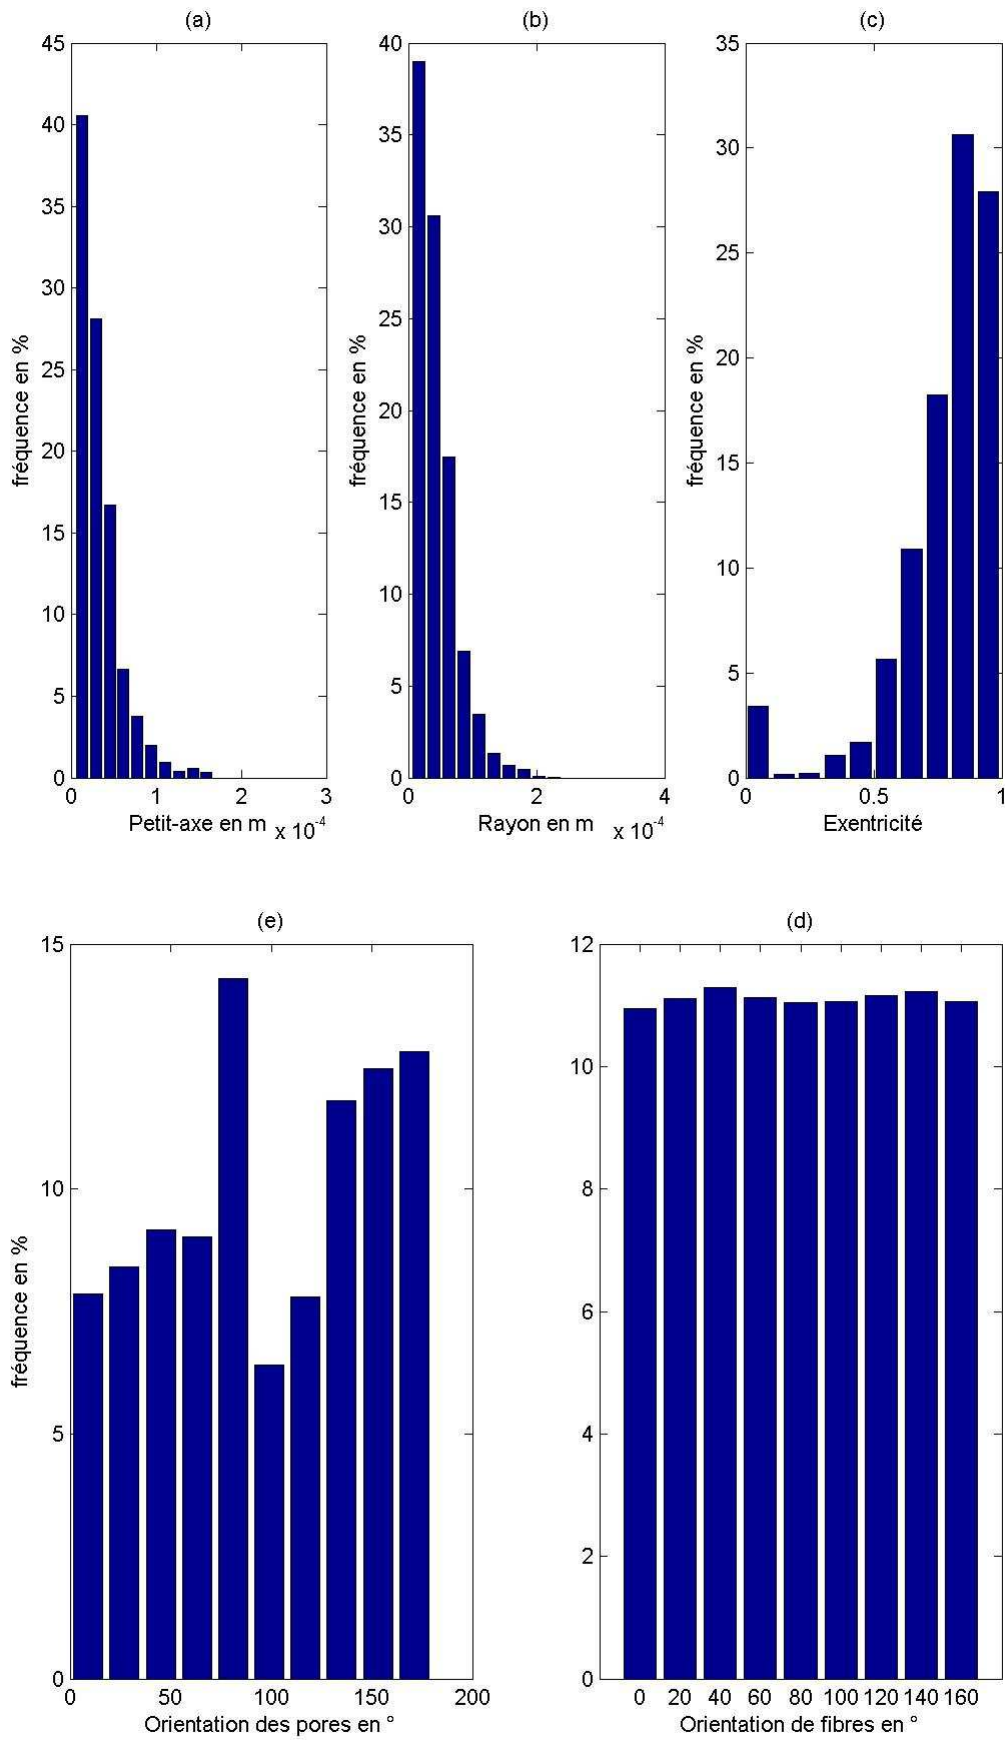 (a)
(b)
(c)
45
40
35
30
25
20
15
10
5
0
fréquence en %
0 1 2 3
Petit-axe en m x 10-4
40
35
30
25
20
15
10
5
0
fréquence en %
0 2 4
Rayon en m x 10-4
35
30
25
20
15
10
5
0
fréquence en %
0 0.5 1
Exentricité
(e)
(d)
15
10
5
0
fréquence en %
0 50 100 150 200
Orientation des pores en °
12
10
8
6
4
2
0
0 20 40 60 80 100 120 140 160
Orientation de fibres en °